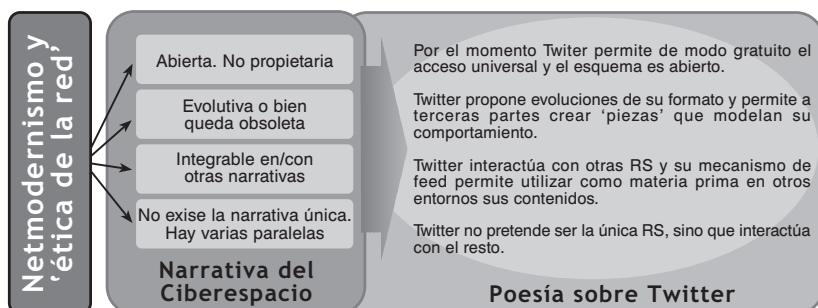 Netmodernismo y
‘ética de la red’
Abierta. No propietaria
Evolutiva o bien
queda obsoleta
Integrable en/con
otras narrativas
No exise la narrativa única.
Hay varias paralelas
Narrativa del
Ciberespacio
Por el momento Twiter permite de modo gratuito el
acceso universal y el esquema es abierto.
Twitter propone evoluciones de su formato y permite a
terceras partes crear ‘piezas’ que modelan su
comportamiento.
Twitter interactúa con otras RS y su mecanismo de
feed permite utilizar como materia prima en otros
entornos sus contenidos.
Twitter no pretende ser la única RS, sino que interactúa
con el resto.
Poesía sobre Twitter